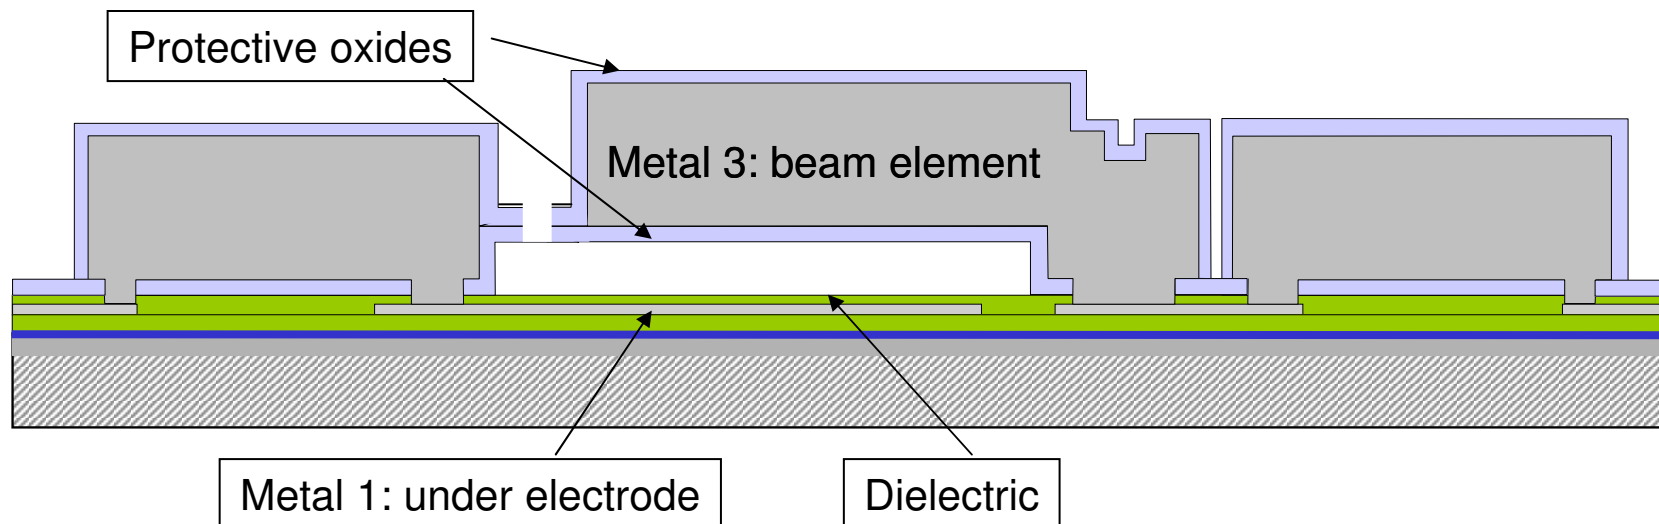 Protective oxides
Metal 3: beam element
Metal 1: under electrode
Dielectric